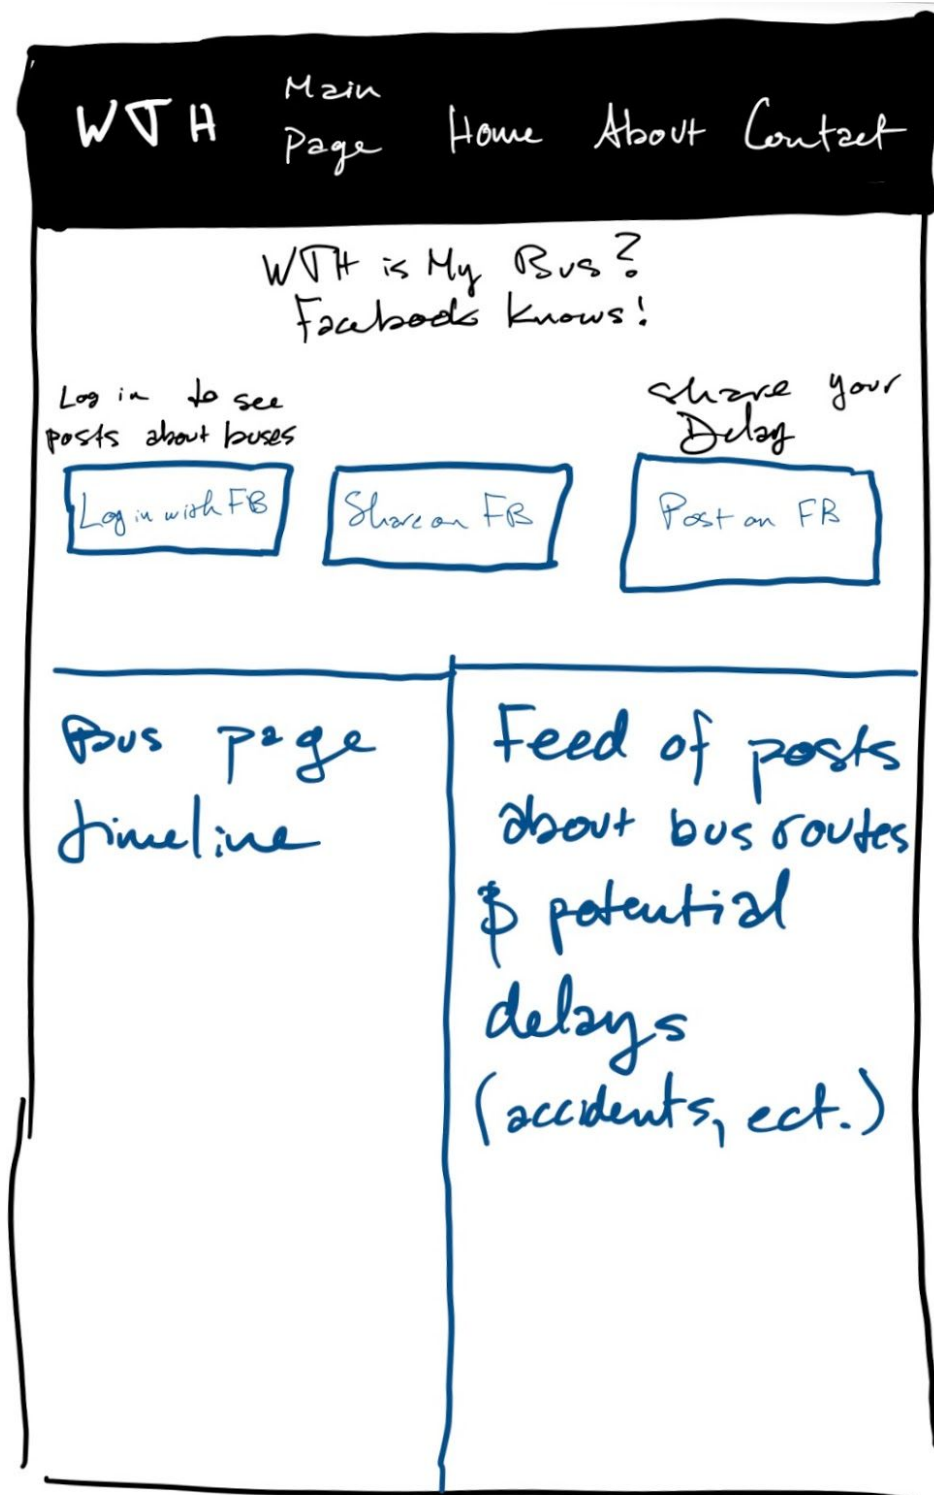 WTH Main Page Home About Contact
WTH is My Bus?
Facebook Knows!
Log in to see
posts about buses
Log in with FB
Share on FB
Share your
Delay
Post on FB
Bus page
timeline
Feed of posts
about bus routes
& potential
delays
(accidents, ect.)